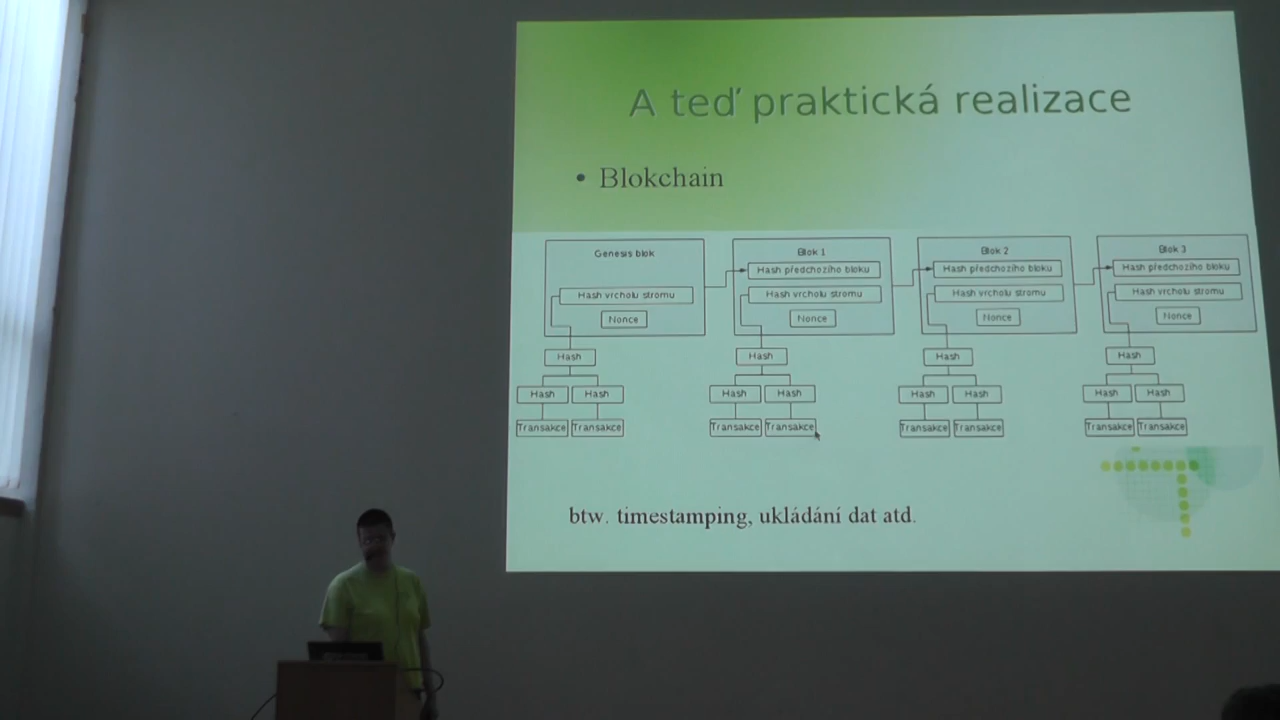 A teď praktická realizace
• Blokchain
Genesis blok
Blok 1
Blok 2
Blok 3
Hash předchozího bloku
Hash předchozího bloku
Hash předchozího bloku
Hash vrcholu stromu
Hash vrcholu stromu
Hash vrcholu stromu
Hash vrcholu stromu
Nonce
Nonce
Nonce
Nonce
Hash
Hash
Hash
Hash
Hash Hash
Hash Hash
Hash Hash
Hash Hash
Transakce Transakce
Transakce Transakce
Transakce Transakce
Transakce Transakce
btw. timestamping, ukládání dat atd.